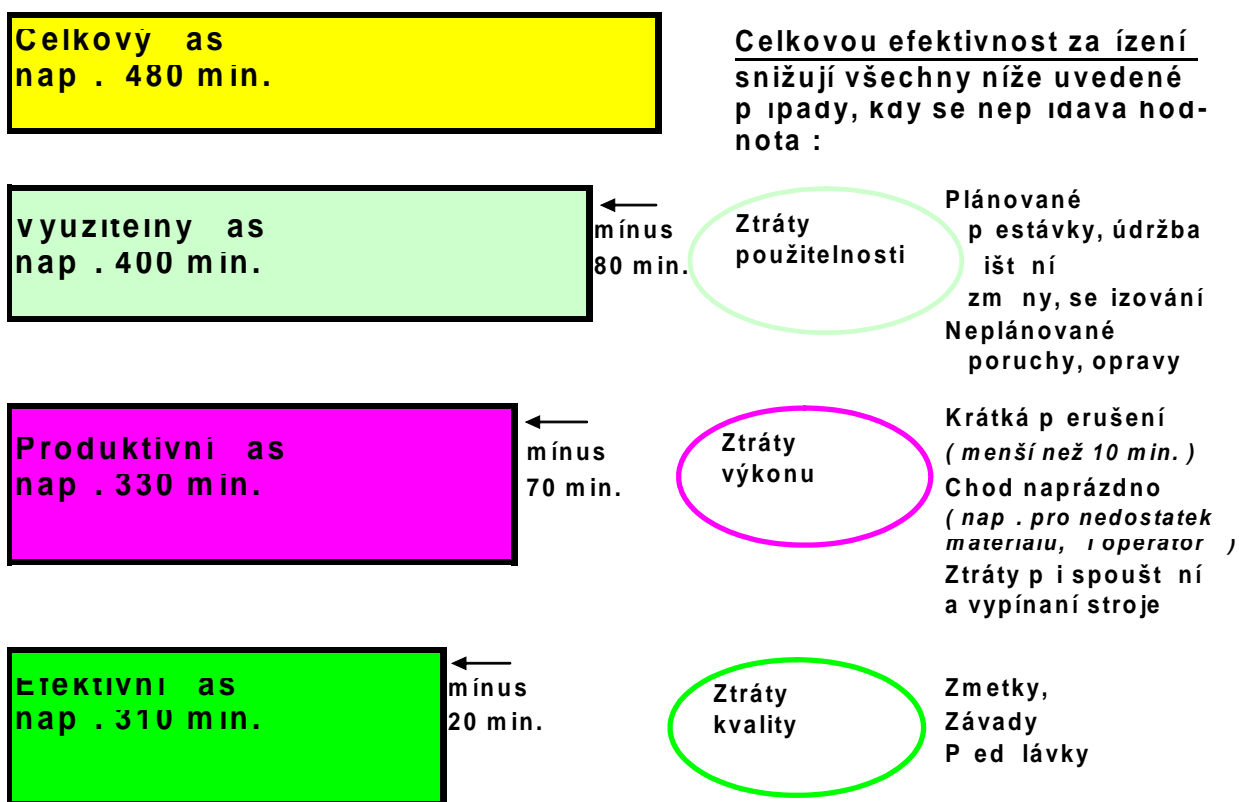 Celkový as
nap . 480 min.
Celkovou efektivnost za ízení
snižují všechny níže uvedené
p ípady, kdy se nep idává hod-
nota :
Využitelný as
nap . 400 min.
mínus
80 min.
Ztráty
použitelnosti
Plánované
p estávky, údržba
išt ní
zm ny, se izování
Neplánované
poruchy, opravy
Produktivní as
nap . 330 min.
mínus
70 min.
Ztráty
výkonu
Krátká p erušení
( menší než 10 min. )
Chod naprázdno
( nap . pro nedostatek
materiálu, i operátor )
Ztráty p i spoušt ní
a vypínaní stroje
Efektivní as
nap . 310 min.
mínus
20 min.
Ztráty
kvality
Zmetky,
Závady
P ed lávky